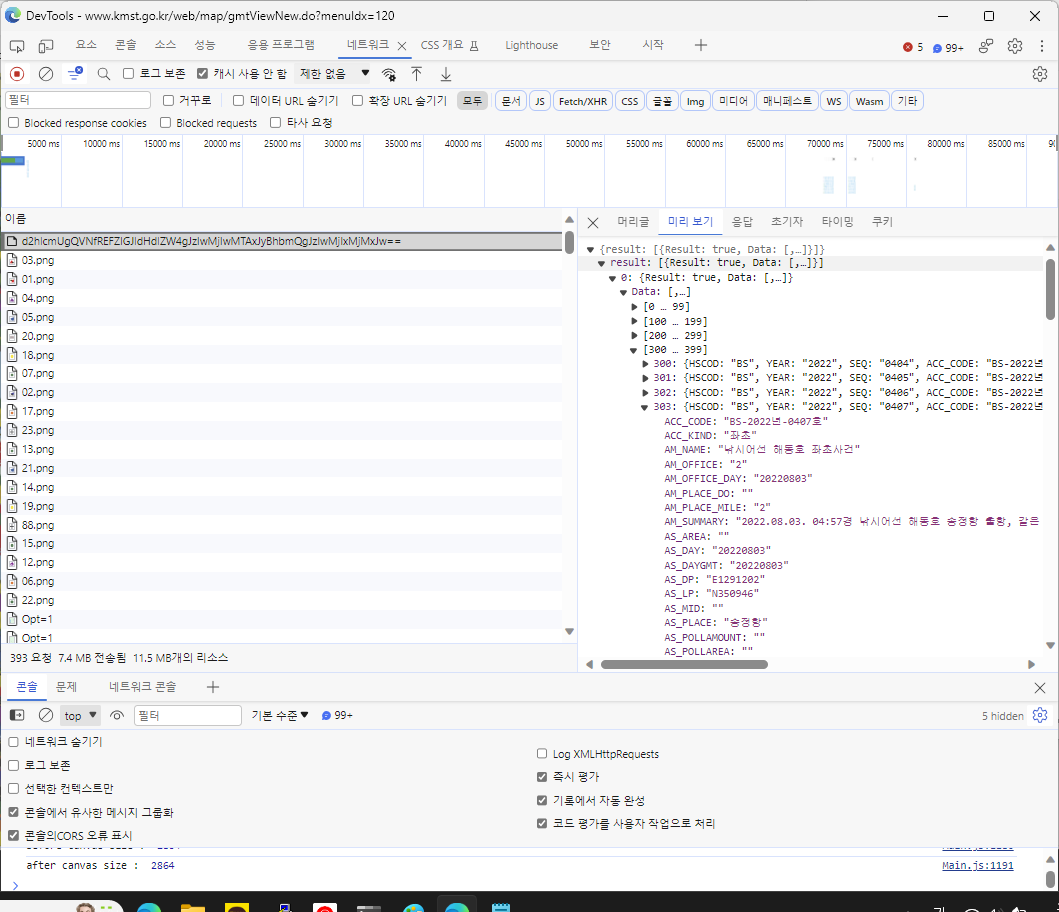 DevTools - www.kmst.go.kr/web/map/gmtViewNew.do?menuIdx=120
요소 콘솔 소스 성능 응용 프로그램 네트워크 CSS 개요 Lighthouse 보안 시작 5 99+
로그 보존 캐시 사용 안 함 제한 없음
필터 거꾸로 데이터 URL 숨기기 확장 URL 숨기기 모두 문서 JS Fetch/XHR CSS 글꼴 Img 미디어 매니페스트 WS Wasm 기타
Blocked response cookies Blocked requests 타사 요청
5000 ms 10000 ms 15000 ms 20000 ms 25000 ms 30000 ms 35000 ms 40000 ms 45000 ms 50000 ms 55000 ms 60000 ms 65000 ms 70000 ms 75000 ms 80000 ms 85000 ms
이름
03.png
01.png
04.png
05.png
20.png
18.png
07.png
02.png
17.png
23.png
13.png
21.png
14.png
19.png
88.png
15.png
12.png
06.png
22.png
Opt=1
Opt=1
393 요청 7.4 MB 전송됨 11.5 MB개의 리소스
머리글 미리 보기 응답 초기자 타이밍 쿠키
{result: [{Result: true, Data: [,…]}]}
result: [{Result: true, Data: [,…]}]
0: {Result: true, Data: [,…]}
Data: [,…]
[0 … 99]
[100 … 199]
[200 … 299]
[300 … 399]
300: {HSCOD: "BS", YEAR: "2022", SEQ: "0404", ACC_CODE: "BS-2022년
301: {HSCOD: "BS", YEAR: "2022", SEQ: "0405", ACC_CODE: "BS-2022년
302: {HSCOD: "BS", YEAR: "2022", SEQ: "0406", ACC_CODE: "BS-2022년
303: {HSCOD: "BS", YEAR: "2022", SEQ: "0407", ACC_CODE: "BS-2022년
ACC_CODE: "BS-2022년-0407호"
ACC_KIND: "좌초"
AM_NAME: "낚시어선 해동호 좌초사건"
AM_OFFICE: "2"
AM_OFFICE_DAY: "20220803"
AM_PLACE_DO: ""
AM_PLACE_MILE: "2"
AM_SUMMARY: "2022.08.03. 04:57경 낚시어선 해동호 송정항 출항, 같은
AS_AREA: ""
AS_DAY: "20220803"
AS_DAYGMT: "20220803"
AS_DP: "E1291202"
AS_LP: "N350946"
AS_MID: ""
AS_PLACE: "송정항"
AS_POLLAMOUNT: ""
AS_POLLAREA: ""
콘솔 문제 네트워크 콘솔
top 필터 기본 수준 99+ 5 hidden
네트워크 숨기기
로그 보존
선택한 컨텍스트만
콘솔에서 유사한 메시지 그룹화
콘솔의CORS 오류 표시
Log XMLHttpRequests
즉시 평가
기록에서 자동 완성
코드 평가를 사용자 작업으로 처리
after canvas size : 2864 Main.js:1191